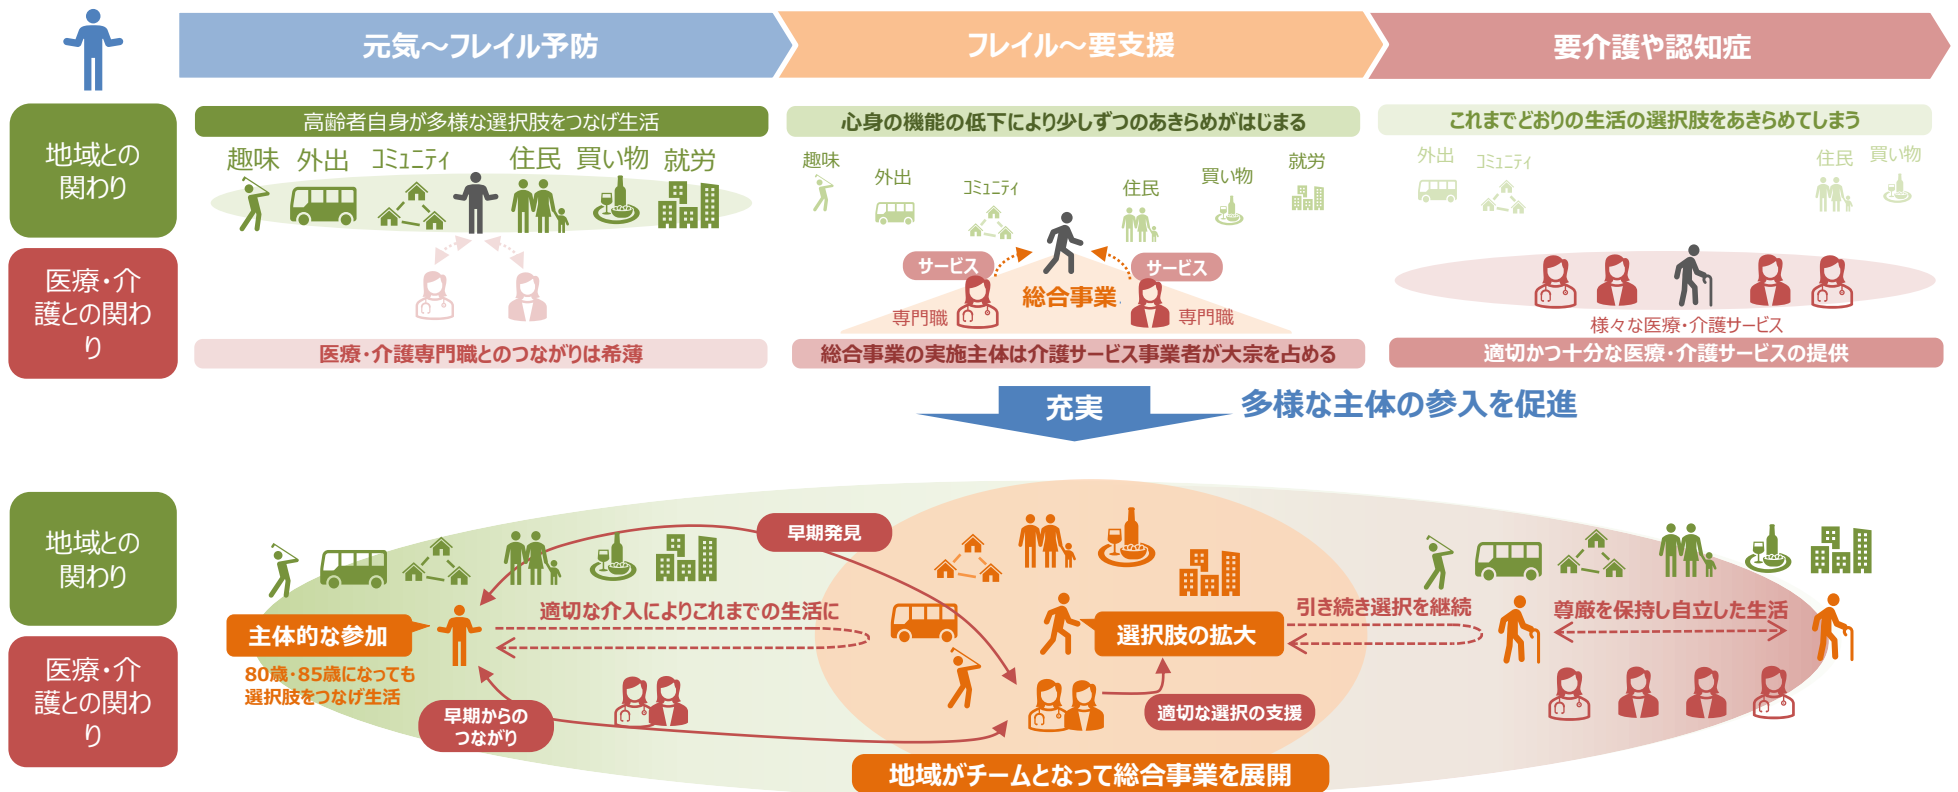 元気～フレイル予防
フレイル～要支援
要介護や認知症
地域との
関わり
高齢者自身が多様な選択肢をつなげ生活
趣味
外出
ｺﾐｭﾆﾃｨ
住民
買い物
就労
心身の機能の低下により少しずつのあきらめがはじまる
趣味
外出
ｺﾐｭﾆﾃｨ
住民
買い物
就労
これまでどおりの生活の選択肢をあきらめてしまう
外出
ｺﾐｭﾆﾃｨ
住民
買い物
医療・介
護との関わ
り
医療・介護専門職とのつながりは希薄
サービス
サービス
総合事業
専門職
専門職
総合事業の実施主体は介護サービス事業者が大宗を占める
様々な医療・介護サービス
適切かつ十分な医療・介護サービスの提供
充実
多様な主体の参入を促進
地域との
関わり
早期発見
適切な介入によりこれまでの生活に
引き続き選択を継続
尊厳を保持し自立した生活
主体的な参加
選択肢の拡大
医療・介
護との関わ
り
80歳・85歳になっても
選択肢をつなげ生活
早期からの
つながり
適切な選択の支援
地域がチームとなって総合事業を展開